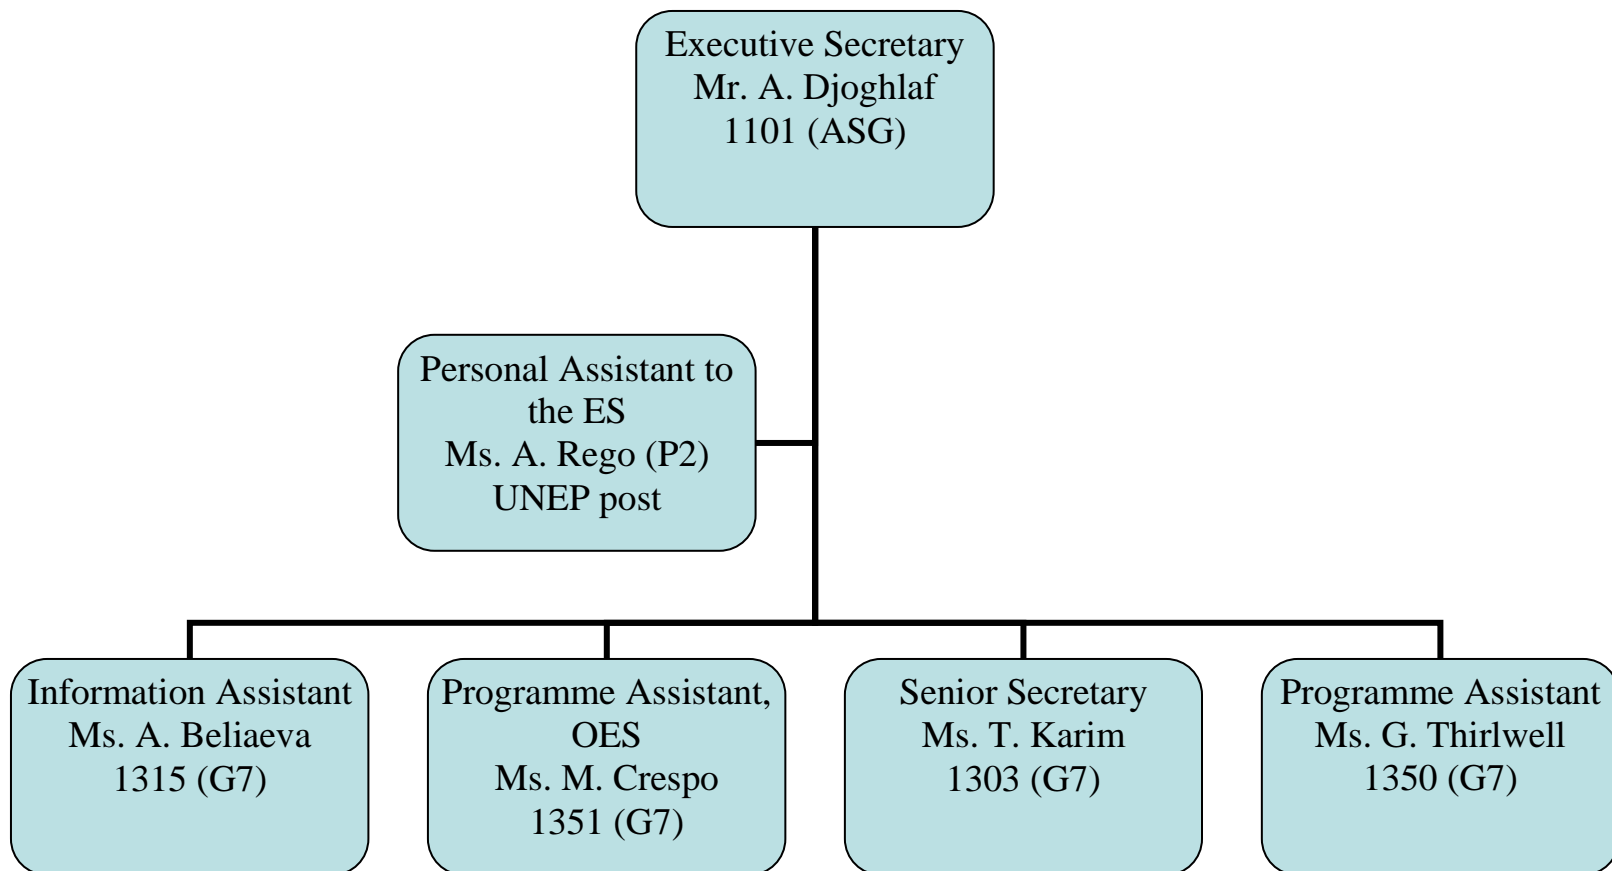 Executive Secretary
Mr. A. Djoghlaf
1101 (ASG)
Personal Assistant to
the ES
Ms. A. Rego (P2)
UNEP post
Information Assistant
Ms. A. Beliaeva
1315 (G7)
Programme Assistant,
OES
Ms. M. Crespo
1351 (G7)
Senior Secretary
Ms. T. Karim
1303 (G7)
Programme Assistant
Ms. G. Thirlwell
1350 (G7)